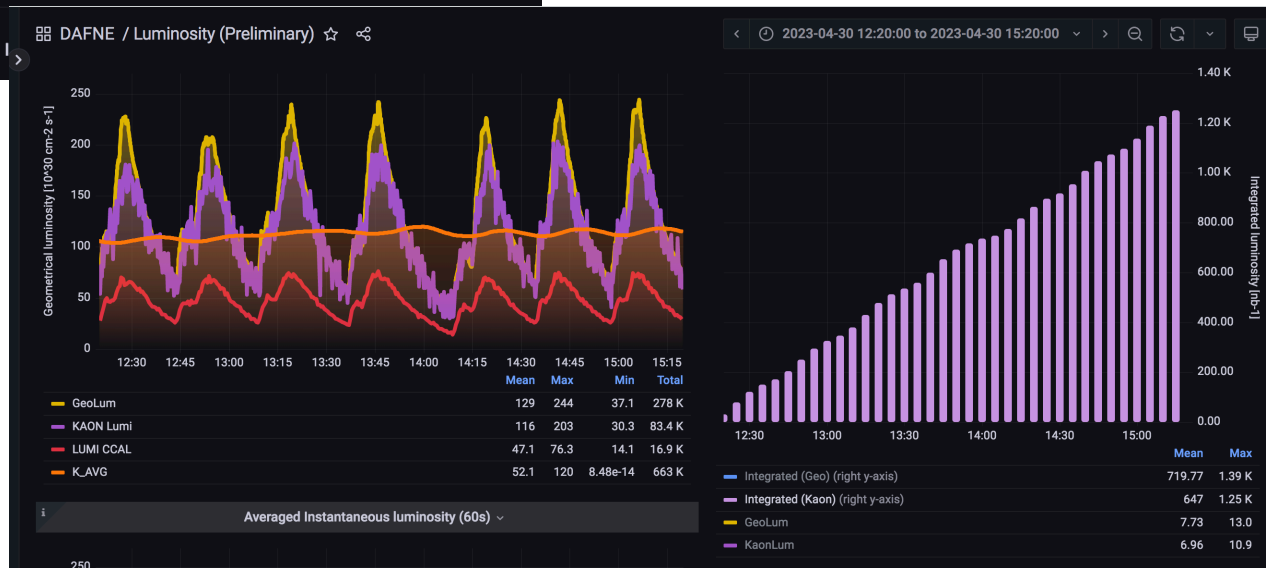 DAFNE / Luminosity (Preliminary)
2023-04-30 12:20:00 to 2023-04-30 15:20:00
Geometrical luminosity [10^30 cm-2 s-1]
250
200
150
100
50
0
12:30 12:45 13:00 13:15 13:30 13:45 14:00 14:15 14:30 14:45 15:00 15:15
Mean Max Min Total
GeoLum 129 244 37.1 278 K
KAON Lumi 116 203 30.3 83.4 K
LUMI CCAL 47.1 76.3 14.1 16.9 K
K_AVG 52.1 120 8.48e-14 663 K
i
Averaged Instantaneous luminosity (60s)
250
1.40 K
1.20 K
1.00 K
800.00
600.00
400.00
200.00
0.00
Integrated luminosity [nb-1]
12:30 13:00 13:30 14:00 14:30 15:00
Mean Max
Integrated (Geo) (right y-axis) 719.77 1.39 K
Integrated (Kaon) (right y-axis) 647 1.25 K
GeoLum 7.73 13.0
KaonLum 6.96 10.9